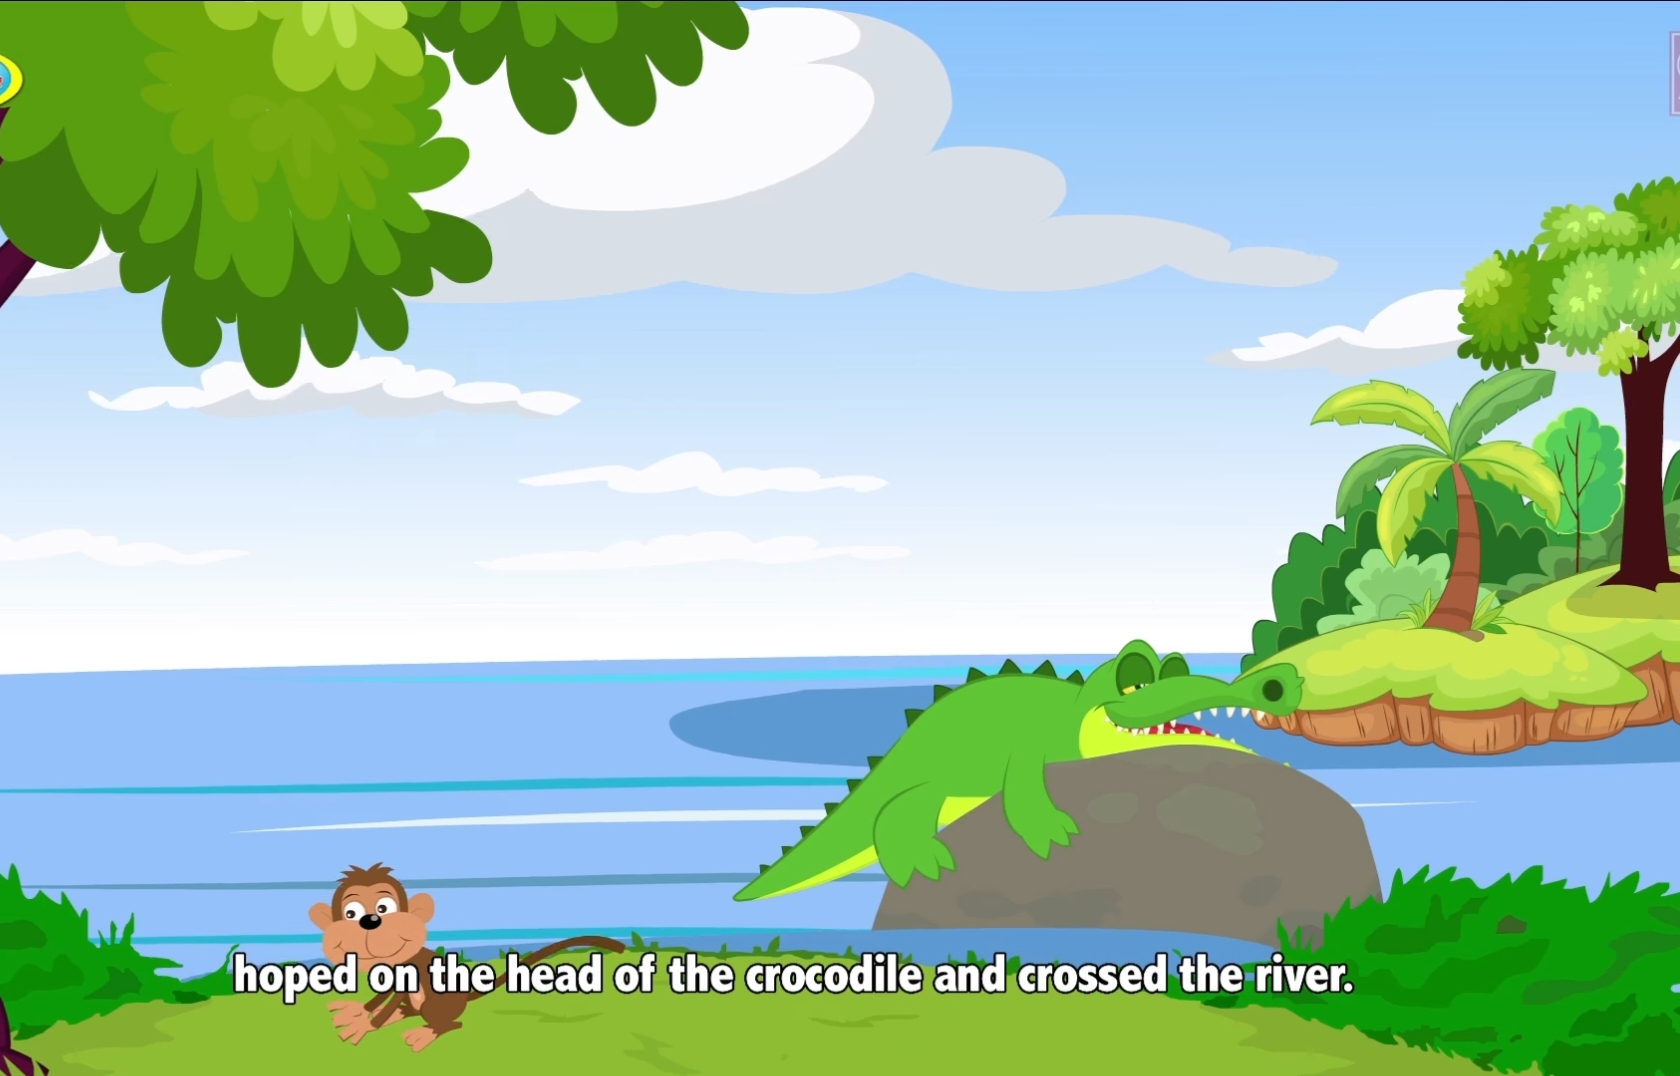 hoped on the head of the crocodile and crossed the river.